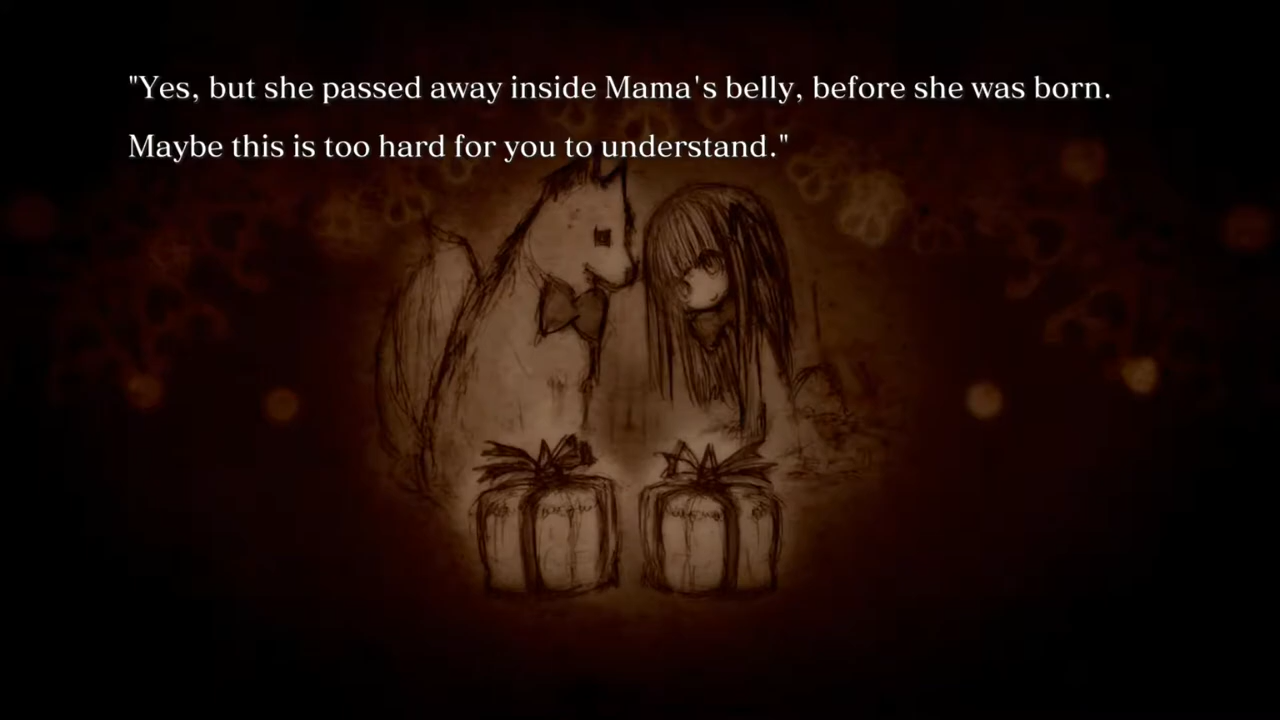 "Yes, but she passed away inside Mama's belly, before she was born.
Maybe this is too hard for you to understand."